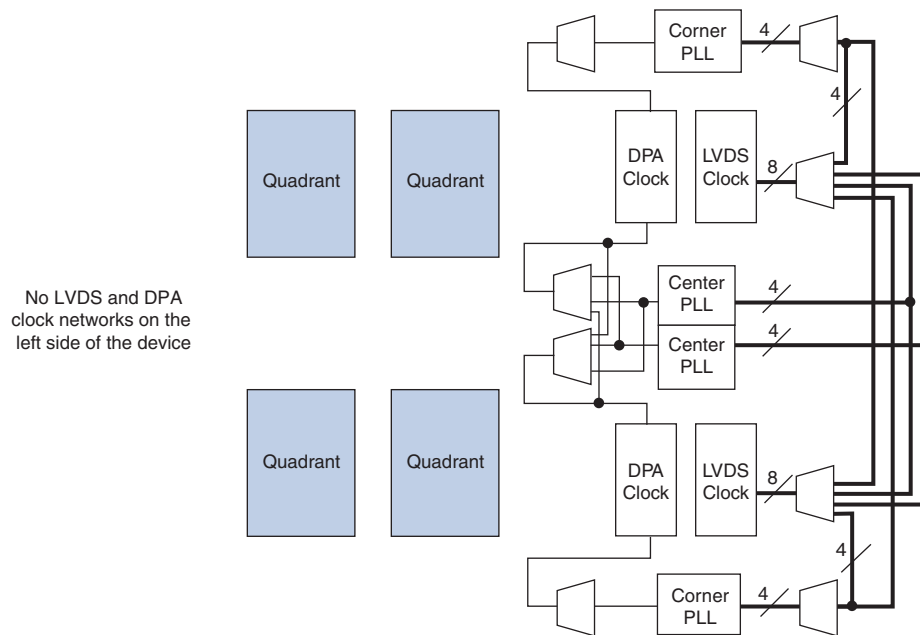 Corner
PLL
4
4
Quadrant
Quadrant
DPA
Clock
LVDS
Clock
8
No LVDS and DPA
clock networks on the
left side of the device
Center
PLL
4
Center
PLL
4
Quadrant
Quadrant
DPA
Clock
LVDS
Clock
8
4
Corner
PLL
4